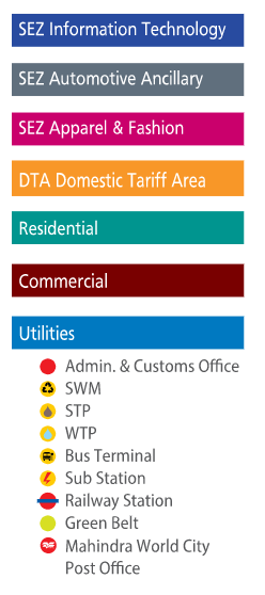 SEZ Information Technology
SEZ Automotive Ancillary
SEZ Apparel & Fashion
DTA Domestic Tariff Area
Residential
Commercial
Utilities
Admin. & Customs Office
SWM
STP
WTP
Bus Terminal
Sub Station
Railway Station
Green Belt
Mahindra World City
Post Office